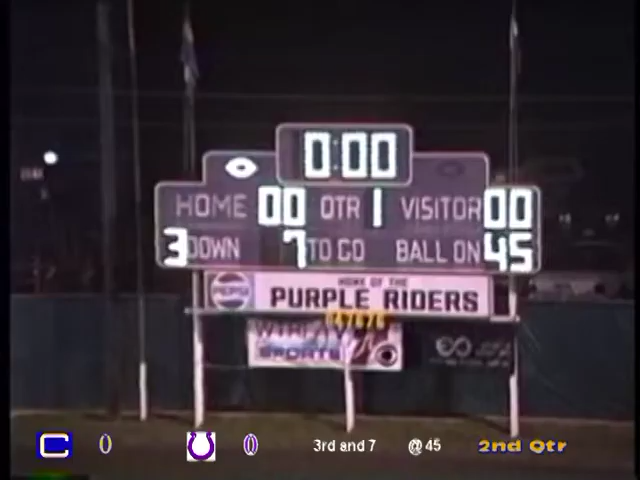 0:00
HOME 00 QTR 1 VISITOR 00
3 DOWN 7 TO GO BALL ON 45
PEPSI HOME OF THE
PURPLE RIDERS
SPORTS
C 0 0 3rd and 7 @ 45 2nd Qtr